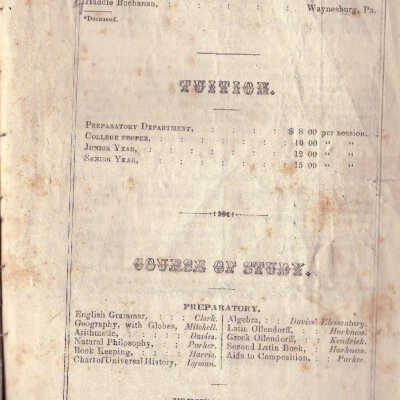 Buchanan, : : : : : Waynesburg, Pa.
*Deceased.
TUITION.
PREPARATORY DEPARTMENT, : : : : $ 8 00 per session.
COLLEGE PROPER, : : : : : 10 00 " "
JUNIOR YEAR, : : : : : 12 00 " "
SENIOR YEAR, : : : : : 15 00 " "
COURSE OF STUDY.
PREPARATORY.
English Grammar, : : : Clark.
Geography, with Globes, Mitchell.
Arithmetic, : : : Davies.
Natural Philosophy, : Parker.
Book Keeping, : : : Harris.
Chart of Universal History, Lyman.
Algebra, : : Davies' Elementary.
Latin Ollendorff, : Harkness.
Greek Ollendorff, : Kendrick.
Second Latin Book, : Harkness.
Aids to Composition, : Parker.